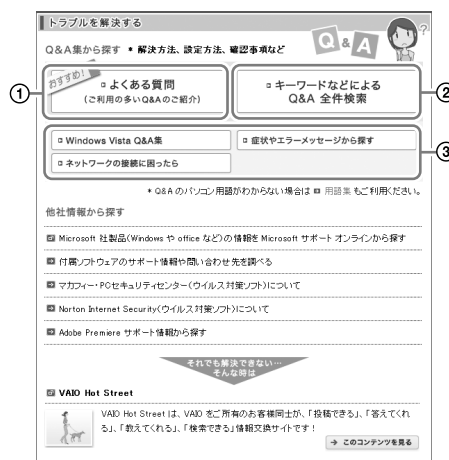 トラブルを解決する
Q&A集から探す * 解決方法、設定方法、確認事項など
Q & A ?
おすすめ!
よくある質問
(ご利用の多いQ&Aのご紹介)
キーワードなどによる
Q&A 全件検索
① ②
Windows Vista Q&A集
症状やエラーメッセージから探す
ネットワークの接続に困ったら
③
* Q&A のパソコン用語がわからない場合は 用語集 もご利用ください。
他社情報から探す
Microsoft 社製品(Windows や office など)の情報を Microsoft サポート オンラインから探す
付属ソフトウェアのサポート情報や問い合わせ先を調べる
マカフィー・PCセキュリティセンター(ウイルス対策ソフト)について
Norton Internet Security(ウイルス対策ソフト)について
Adobe Premiere サポート情報から探す
それでも解決できない…
そんな時は
VAIO Hot Street
VAIO Hot Street は、VAIO をご所有のお客様同士が、「投稿できる」、「答えてくれ
る」、「教えてくれる」、「検索できる」情報交換サイトです!
このコンテンツを見る